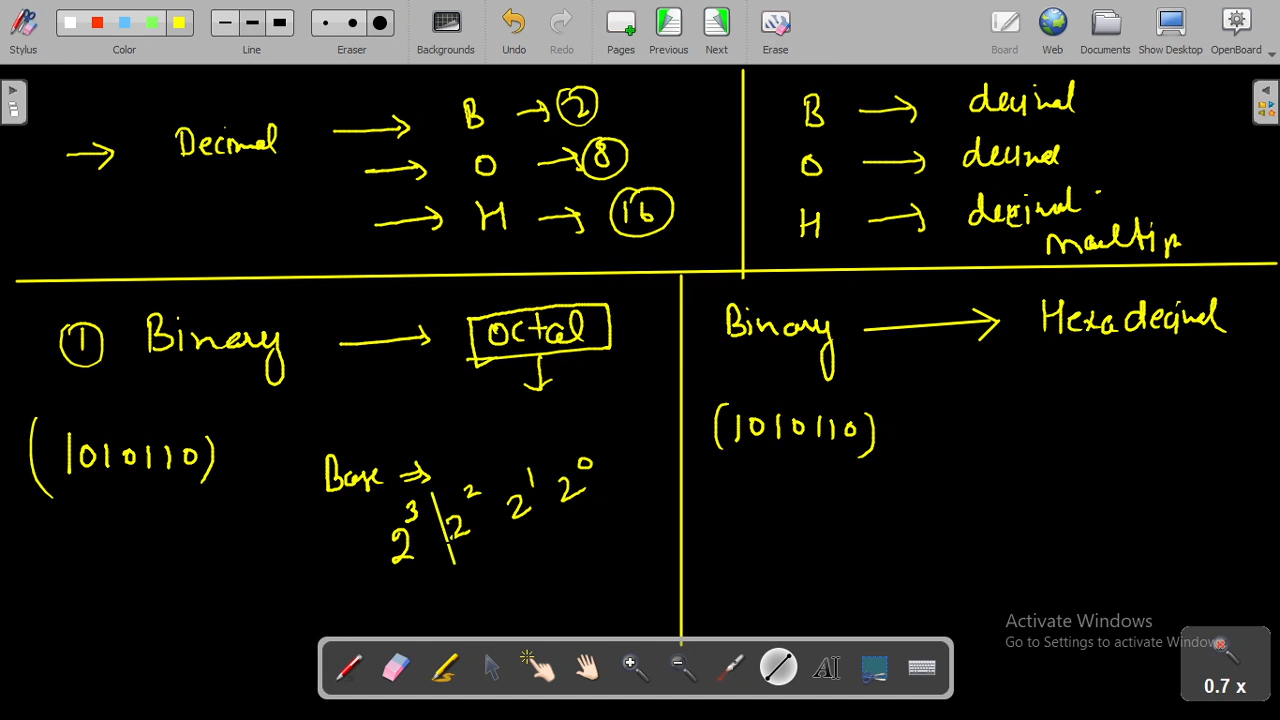 Stylus Color Line Eraser Backgrounds Undo Redo Pages Previous Next Erase Board Web Documents Show Desktop OpenBoard
→ Decimal → B → 2
→ O → 8
→ H → 16
B → decimal
O → decimal
H → decimal
multip
① Binary → octal
(1010110)
Base ⇒
2³ 2² 2¹ 2⁰
Binary → Hexadecimal
(1010110)
Activate Windows
Go to Settings to activate Windows.
0.7 x